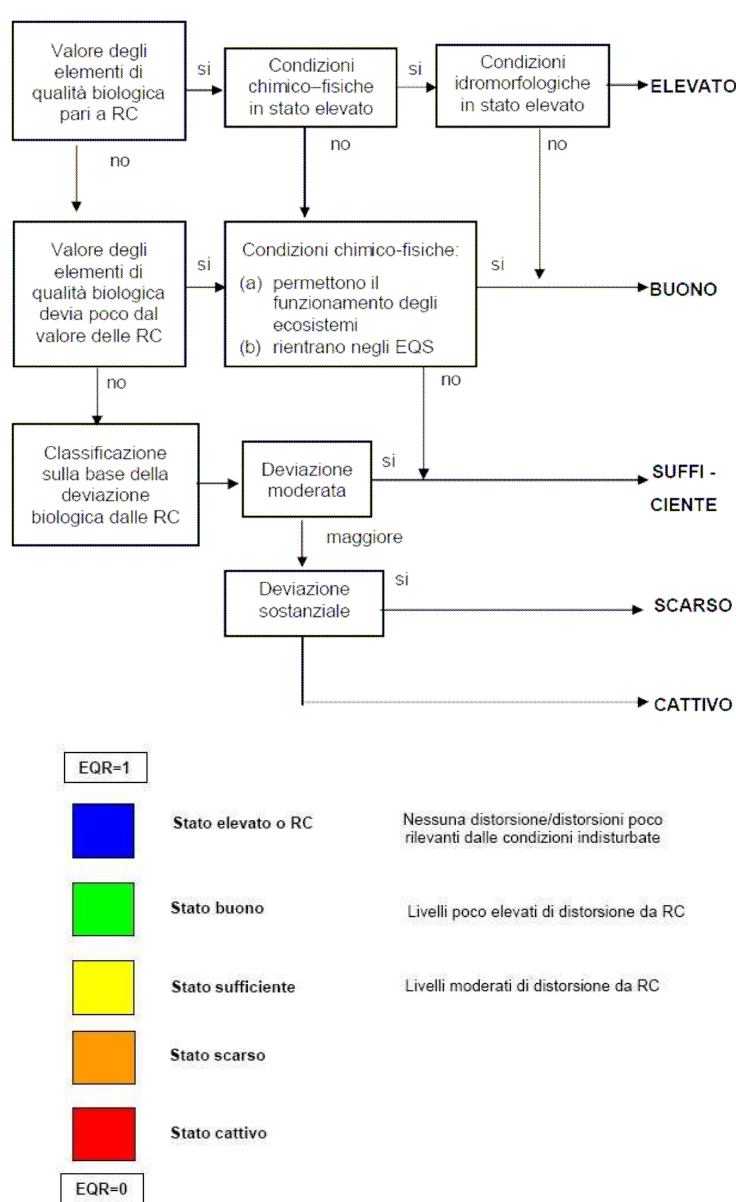 Valore degli
elementi di
qualità biologica
pari a RC
si
Condizioni
chimico–fisiche
in stato elevato
si
Condizioni
idromorfologiche
in stato elevato
ELEVATO
no
no
no
Valore degli
elementi di
qualità biologica
devia poco dal
valore delle RC
si
Condizioni chimico-fisiche:
(a) permettono il
funzionamento degli
ecosistemi
(b) rientrano negli EQS
si
BUONO
no
no
Classificazione
sulla base della
deviazione
biologica dalle RC
Deviazione
moderata
si
SUFFI -
CIENTE
maggiore
Deviazione
sostanziale
si
SCARSO
CATTIVO
EQR=1
Stato elevato o RC
Nessuna distorsione/distorsioni poco
rilevanti dalle condizioni indisturbate
Stato buono
Livelli poco elevati di distorsione da RC
Stato sufficiente
Livelli moderati di distorsione da RC
Stato scarso
Stato cattivo
EQR=0